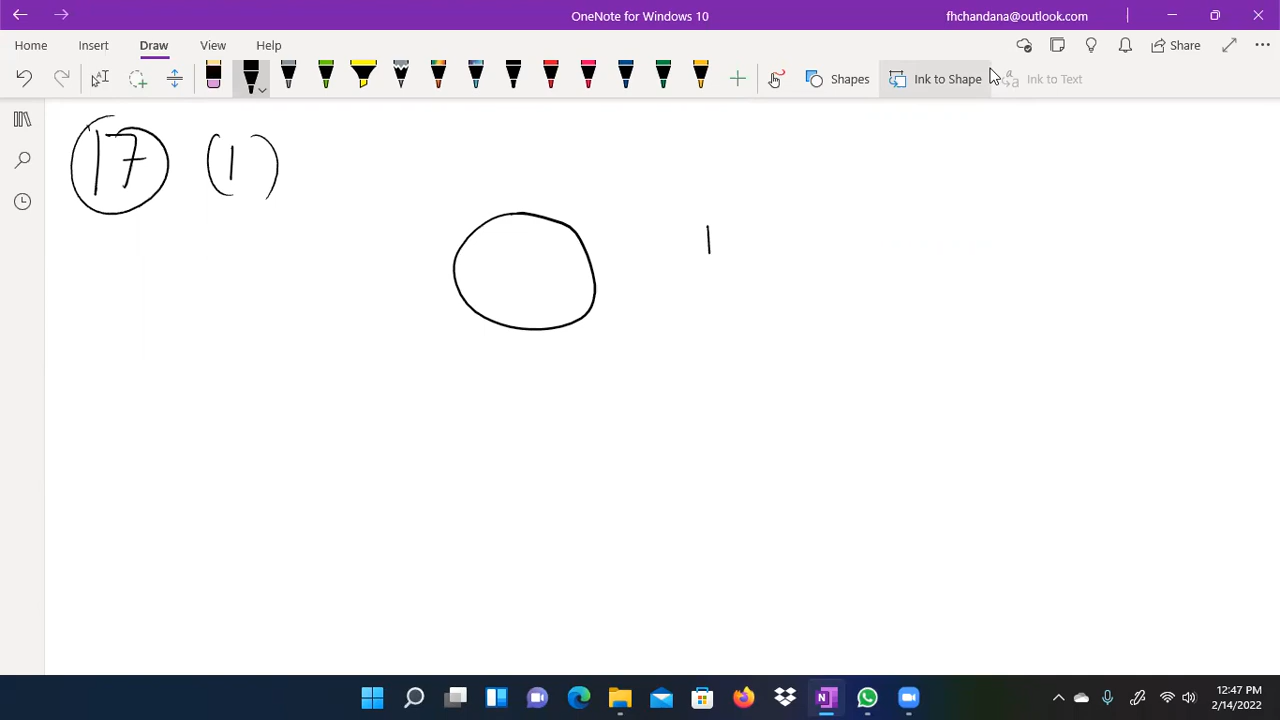 OneNote for Windows 10
fhchandana@outlook.com
Home Insert Draw View Help
Share
Shapes
Ink to Shape
Ink to Text
17 (1)
1
12:47 PM
2/14/2022